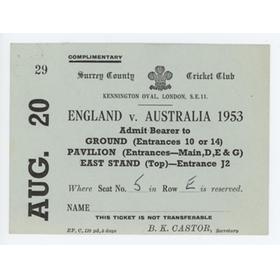 COMPLIMENTARY
29
Surrey County Cricket Club
KENNINGTON OVAL, LONDON, S.E.11.
AUG. 20
ENGLAND v. AUSTRALIA 1953
Admit Bearer to
GROUND (Entrances 10 or 14)
PAVILION (Entrances—Main, D, E & G)
EAST STAND (Top)—Entrance J2
Where Seat No. 5 in Row E is reserved.
NAME
THIS TICKET IS NOT TRANSFERABLE
B. K. CASTOR, Secretary